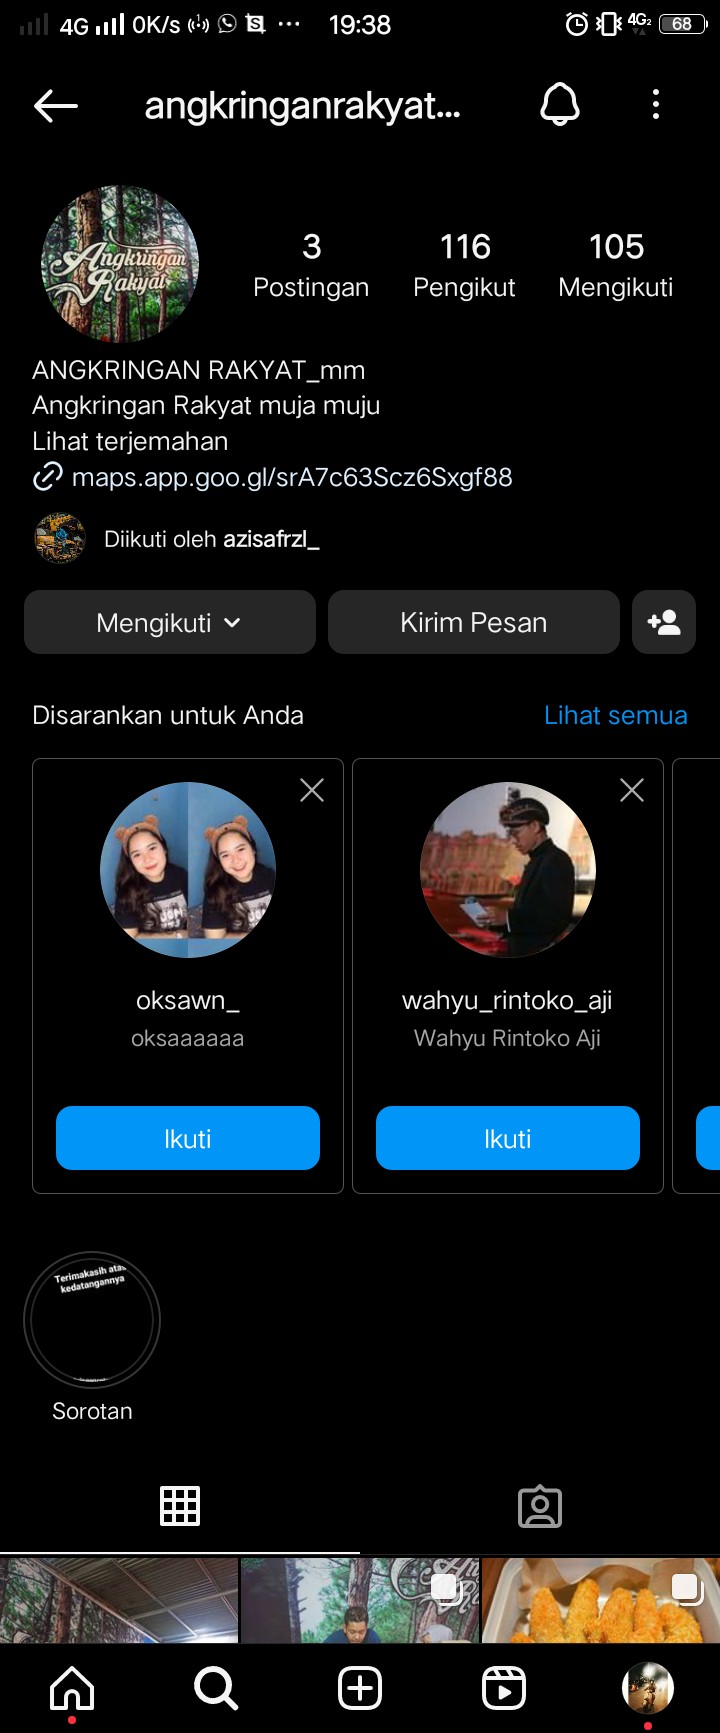 4G 0K/s 19:38 4G2 68
angkringanrakyat...
Angkringan
Rakyat
3 116 105
Postingan Pengikut Mengikuti
ANGKRINGAN RAKYAT_mm
Angkringan Rakyat muja muju
Lihat terjemahan
maps.app.goo.gl/srA7c63Scz6Sxgf88
Diikuti oleh azisafrzl_
Mengikuti Kirim Pesan
Disarankan untuk Anda Lihat semua
oksawn_ wahyu_rintoko_aji
oksaaaaaa Wahyu Rintoko Aji
Ikuti Ikuti
Terimakasih atas
kedatangannya
Sorotan